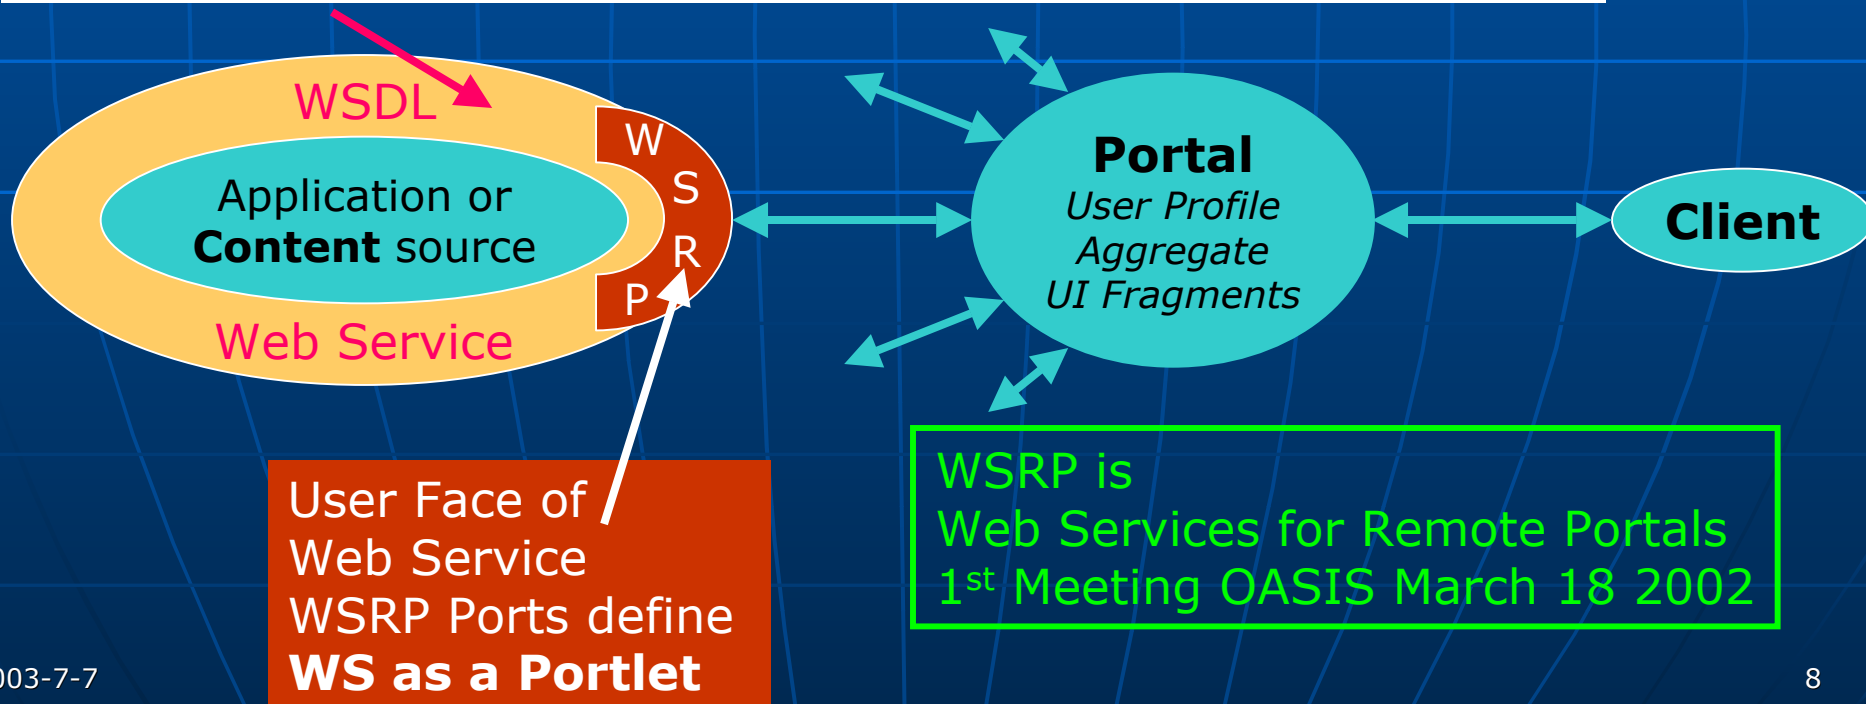 WSDL
Application or
Content source
Web Service
W
S
R
P
Portal
User Profile
Aggregate
UI Fragments
Client
User Face of
Web Service
WSRP Ports define
WS as a Portlet
WSRP is
Web Services for Remote Portals
1st Meeting OASIS March 18 2002
003-7-7
8